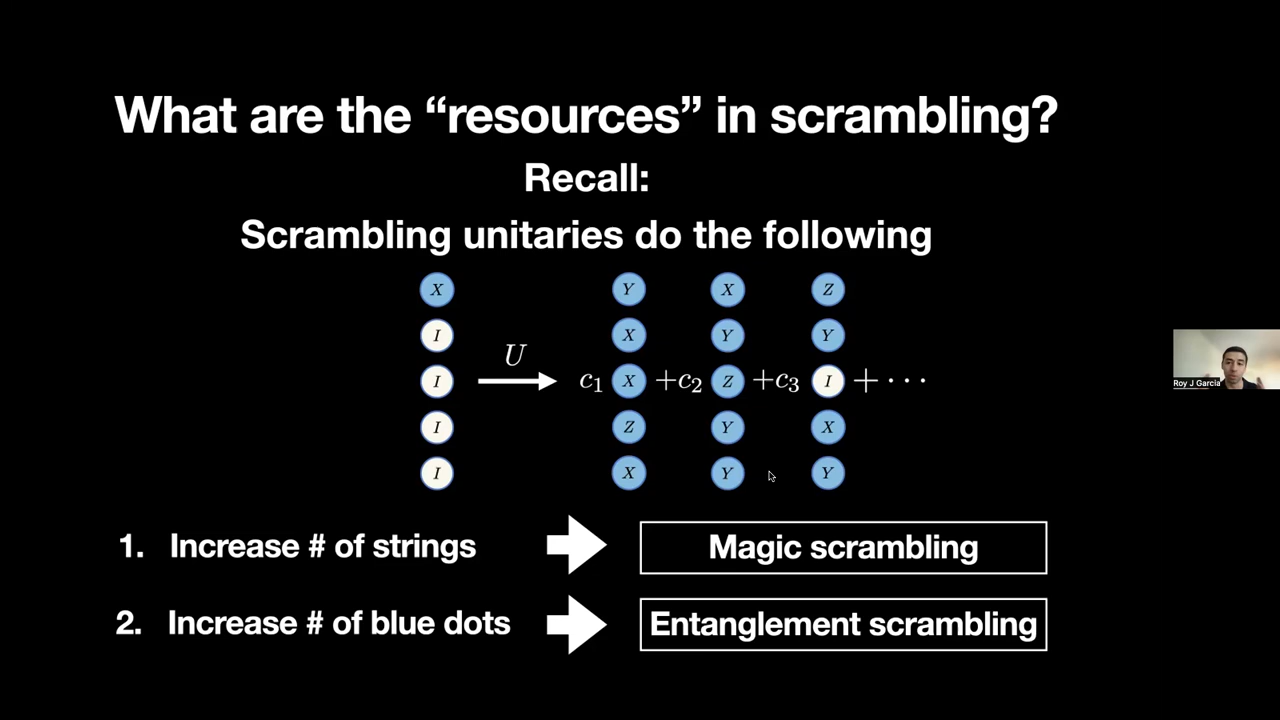 What are the “resources” in scrambling?
Recall:
Scrambling unitaries do the following
X Y X Z
I X Y Y
U
I c₁ X +c₂ Z +c₃ I + ···
I Z Y X
I X Y Y
Roy J Garcia
1. Increase # of strings Magic scrambling
2. Increase # of blue dots Entanglement scrambling